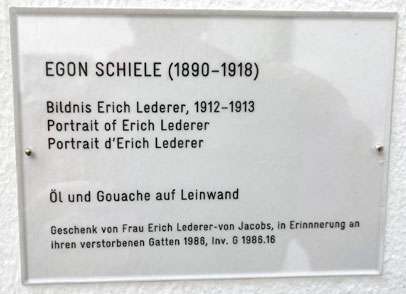 EGON SCHIELE (1890–1918)
Bildnis Erich Lederer, 1912–1913
Portrait of Erich Lederer
Portrait d'Erich Lederer
Öl und Gouache auf Leinwand
Geschenk von Frau Erich Lederer-von Jacobs, in Erinnnerung an
ihren verstorbenen Gatten 1986, Inv. G 1986.16